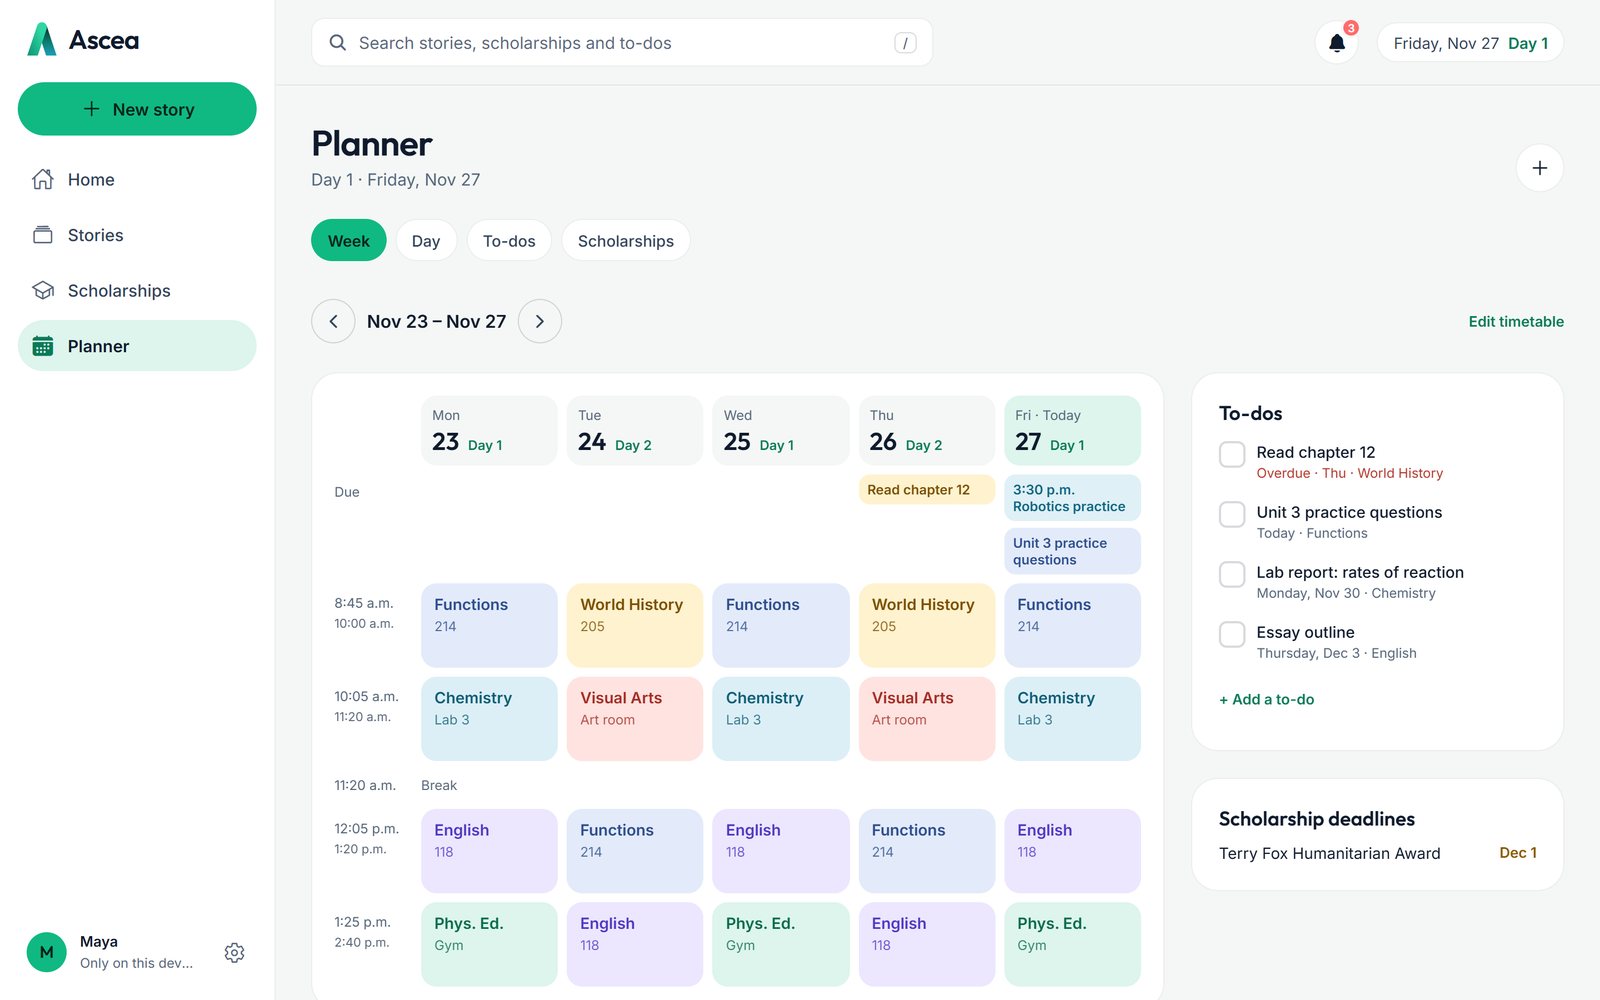 Ascea
New story
Home
Stories
Scholarships
Planner
M
Maya
Only on this dev...
Search stories, scholarships and to-dos
/
3
Friday, Nov 27 Day 1
Planner
Day 1 · Friday, Nov 27
Week
Day
To-dos
Scholarships
Nov 23 – Nov 27
Edit timetable
Mon
23 Day 1
Tue
24 Day 2
Wed
25 Day 1
Thu
26 Day 2
Fri · Today
27 Day 1
Due
Read chapter 12
3:30 p.m.
Robotics practice
Unit 3 practice
questions
8:45 a.m.
10:00 a.m.
Functions
214
World History
205
Functions
214
World History
205
Functions
214
10:05 a.m.
11:20 a.m.
Chemistry
Lab 3
Visual Arts
Art room
Chemistry
Lab 3
Visual Arts
Art room
Chemistry
Lab 3
11:20 a.m.
Break
12:05 p.m.
1:20 p.m.
English
118
Functions
214
English
118
Functions
214
English
118
1:25 p.m.
2:40 p.m.
Phys. Ed.
Gym
English
118
Phys. Ed.
Gym
English
118
Phys. Ed.
Gym
To-dos
Read chapter 12
Overdue · Thu · World History
Unit 3 practice questions
Today · Functions
Lab report: rates of reaction
Monday, Nov 30 · Chemistry
Essay outline
Thursday, Dec 3 · English
+ Add a to-do
Scholarship deadlines
Terry Fox Humanitarian Award
Dec 1